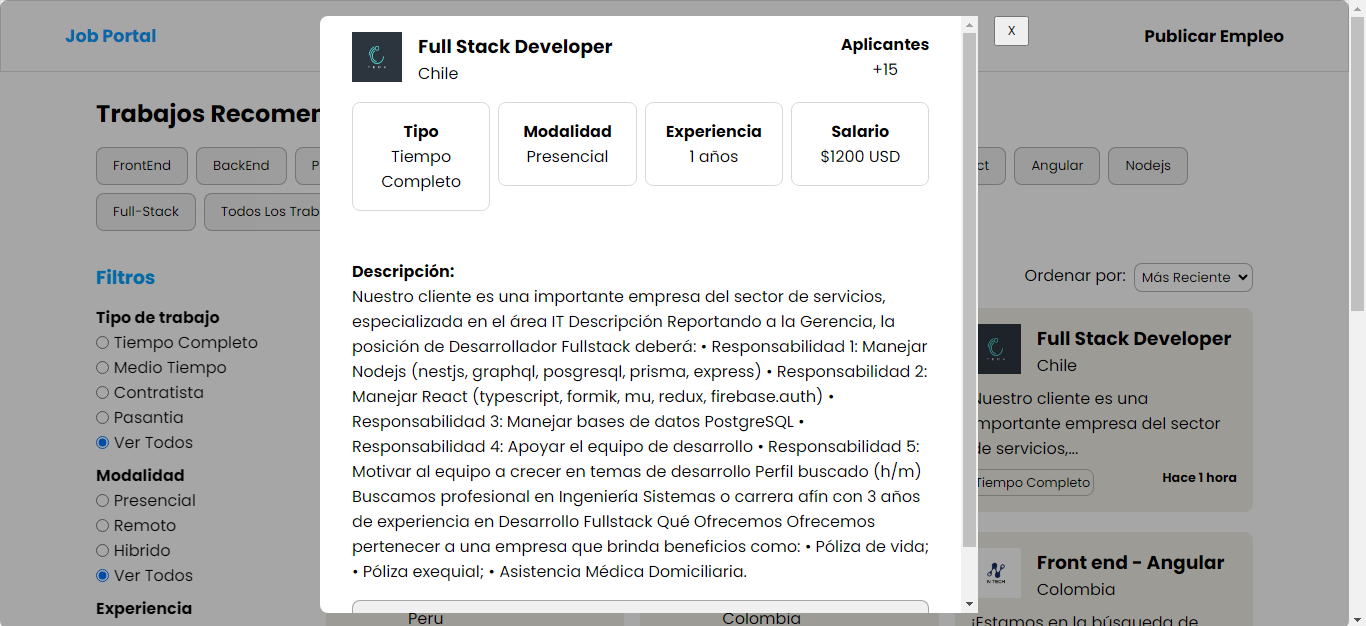 Job Portal
Publicar Empleo
X
Full Stack Developer
Chile
Aplicantes
+15
Tipo
Tiempo
Completo
Modalidad
Presencial
Experiencia
1 años
Salario
$1200 USD
Descripción:
Nuestro cliente es una importante empresa del sector de servicios,
especializada en el área IT Descripción Reportando a la Gerencia, la
posición de Desarrollador Fullstack deberá: • Responsabilidad 1: Manejar
Nodejs (nestjs, graphql, posgresql, prisma, express) • Responsabilidad 2:
Manejar React (typescript, formik, mu, redux, firebase.auth) •
Responsabilidad 3: Manejar bases de datos PostgreSQL •
Responsabilidad 4: Apoyar el equipo de desarrollo • Responsabilidad 5:
Motivar al equipo a crecer en temas de desarrollo Perfil buscado (h/m)
Buscamos profesional en Ingeniería Sistemas o carrera afín con 3 años
de experiencia en Desarrollo Fullstack Qué Ofrecemos Ofrecemos
pertenecer a una empresa que brinda beneficios como: • Póliza de vida;
• Póliza exequial; • Asistencia Médica Domiciliaria.
Trabajos Recomen
FrontEnd
BackEnd
P
ct
Angular
Nodejs
Full-Stack
Todos Los Trab
Filtros
Tipo de trabajo
Tiempo Completo
Medio Tiempo
Contratista
Pasantia
Ver Todos
Modalidad
Presencial
Remoto
Hibrido
Ver Todos
Experiencia
Ordenar por:
Más Reciente
Full Stack Developer
Chile
Nuestro cliente es una
importante empresa del sector
de servicios,...
Tiempo Completo
Hace 1 hora
N TECH
Front end - Angular
Colombia
¡Estamos en la búsqueda de
Peru
Colombia